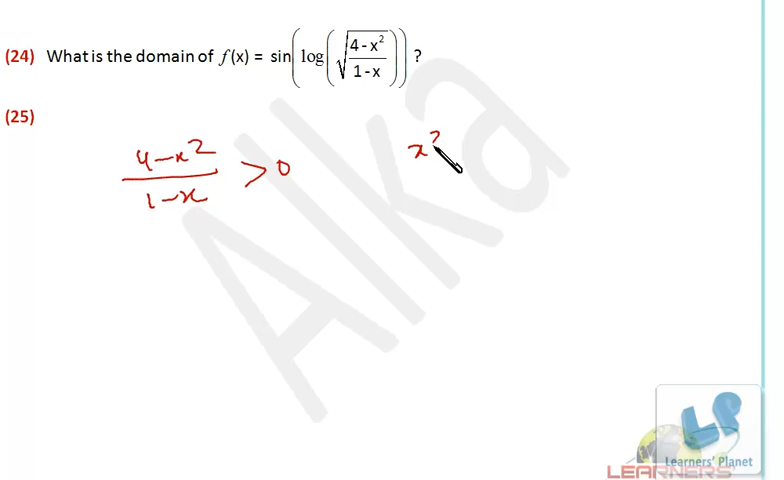 (24) What is the domain of f(x) = sin(log(√((4-x²)/(1-x)))) ?
(25)
(4-x²)/(1-x) > 0
x²
Alka
Learners' Planet
LEARNERS